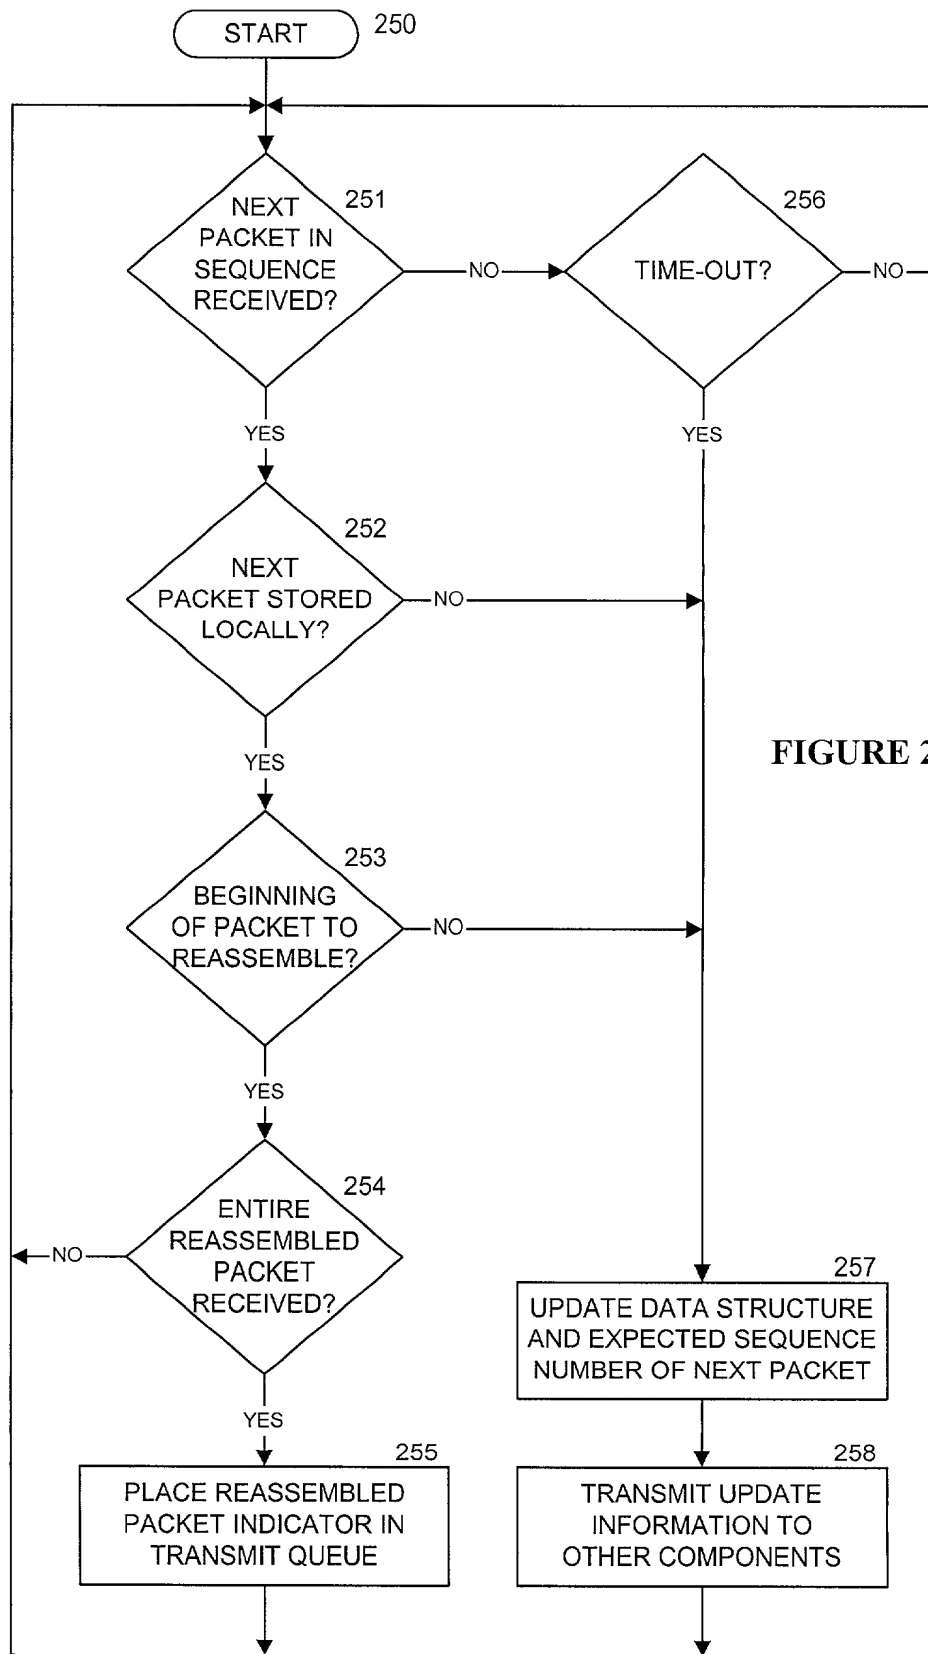 START
250
NEXT
PACKET IN
SEQUENCE
RECEIVED?
251
NO
TIME-OUT?
256
NO
YES
YES
NEXT
PACKET STORED
LOCALLY?
252
NO
YES
FIGURE 2
BEGINNING
OF PACKET TO
REASSEMBLE?
253
NO
YES
ENTIRE
REASSEMBLED
PACKET
RECEIVED?
254
NO
YES
257
UPDATE DATA STRUCTURE
AND EXPECTED SEQUENCE
NUMBER OF NEXT PACKET
255
PLACE REASSEMBLED
PACKET INDICATOR IN
TRANSMIT QUEUE
258
TRANSMIT UPDATE
INFORMATION TO
OTHER COMPONENTS